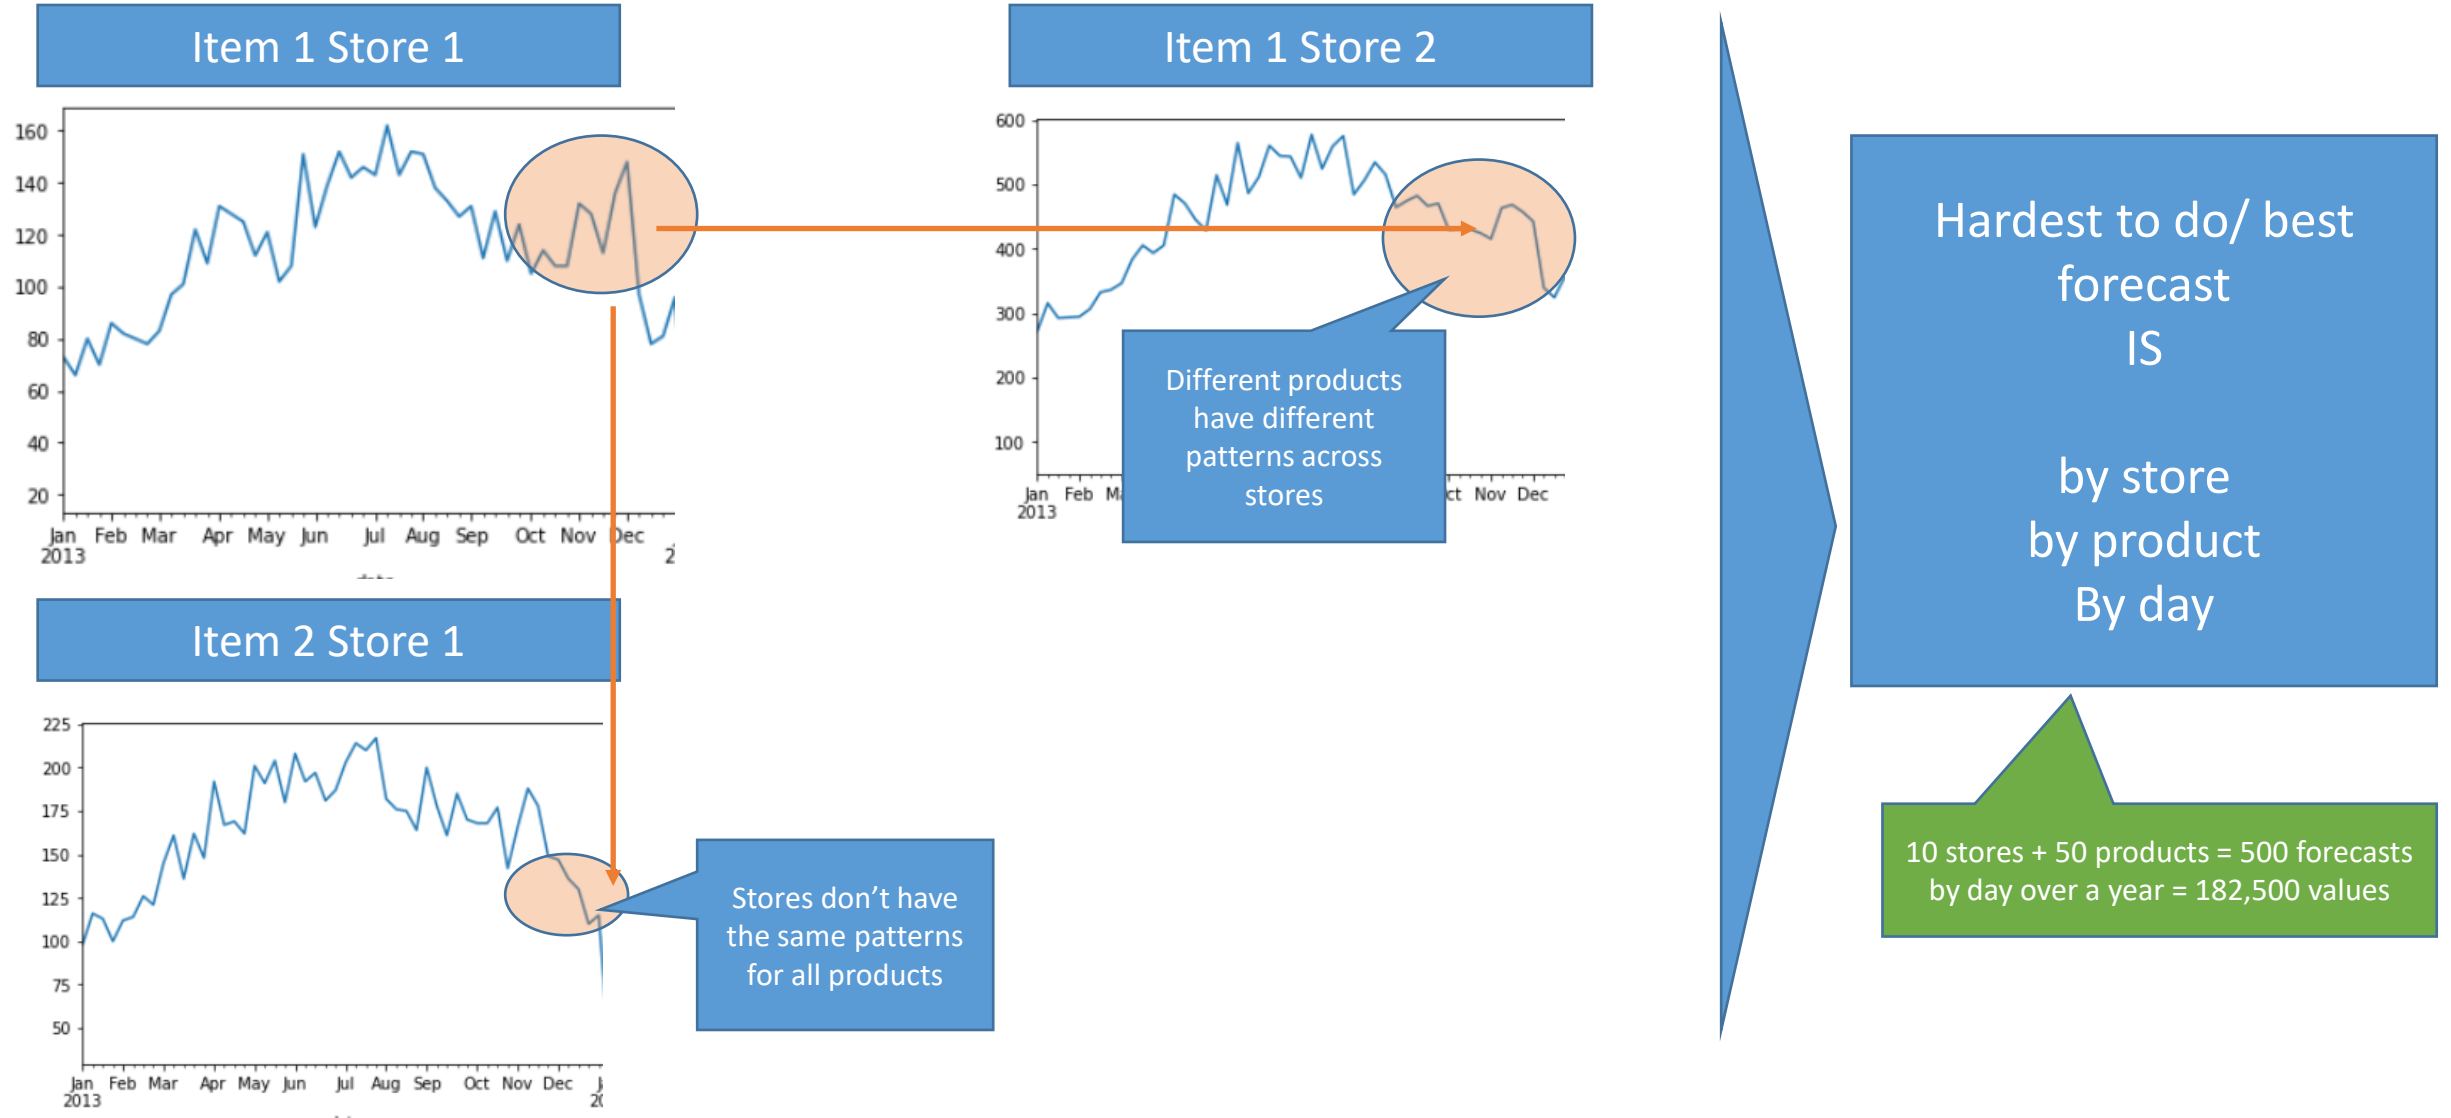 Item 1 Store 1
160
140
120
100
80
60
40
20
Jan Feb Mar Apr May Jun Jul Aug Sep Oct Nov Dec
2013
Item 1 Store 2
600
500
400
300
200
100
Jan Feb Nov Dec
2013
Different products
have different
patterns across
stores
Item 2 Store 1
225
200
175
150
125
100
75
50
Jan Feb Mar Apr May Jun Jul Aug Sep Oct Nov Dec
2013
Stores don’t have
the same patterns
for all products
Hardest to do/ best
forecast
IS
by store
by product
By day
10 stores + 50 products = 500 forecasts
by day over a year = 182,500 values